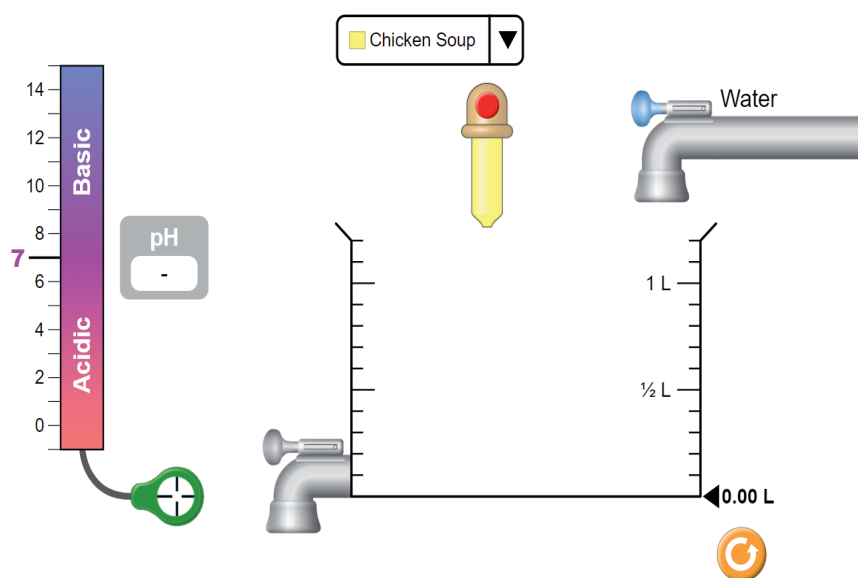 Chicken Soup
Water
14
12
10
8
7
6
4
2
0
Basic
Acidic
pH
-
1 L
½ L
0.00 L